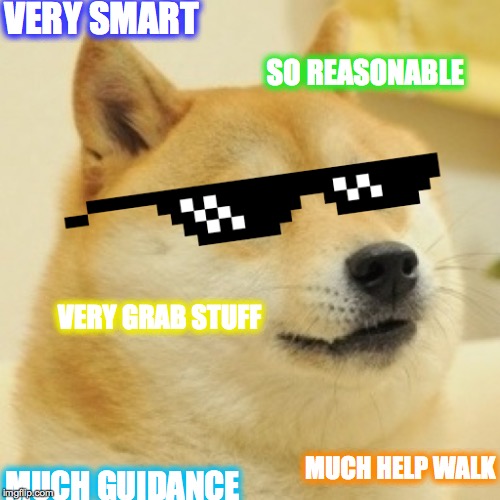 VERY SMART
SO REASONABLE
VERY GRAB STUFF
MUCH HELP WALK
MUCH GUIDANCE
imgflip.com